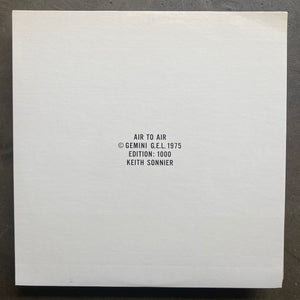 AIR TO AIR
© GEMINI G.E.L. 1975
EDITION: 1000
KEITH SONNIER